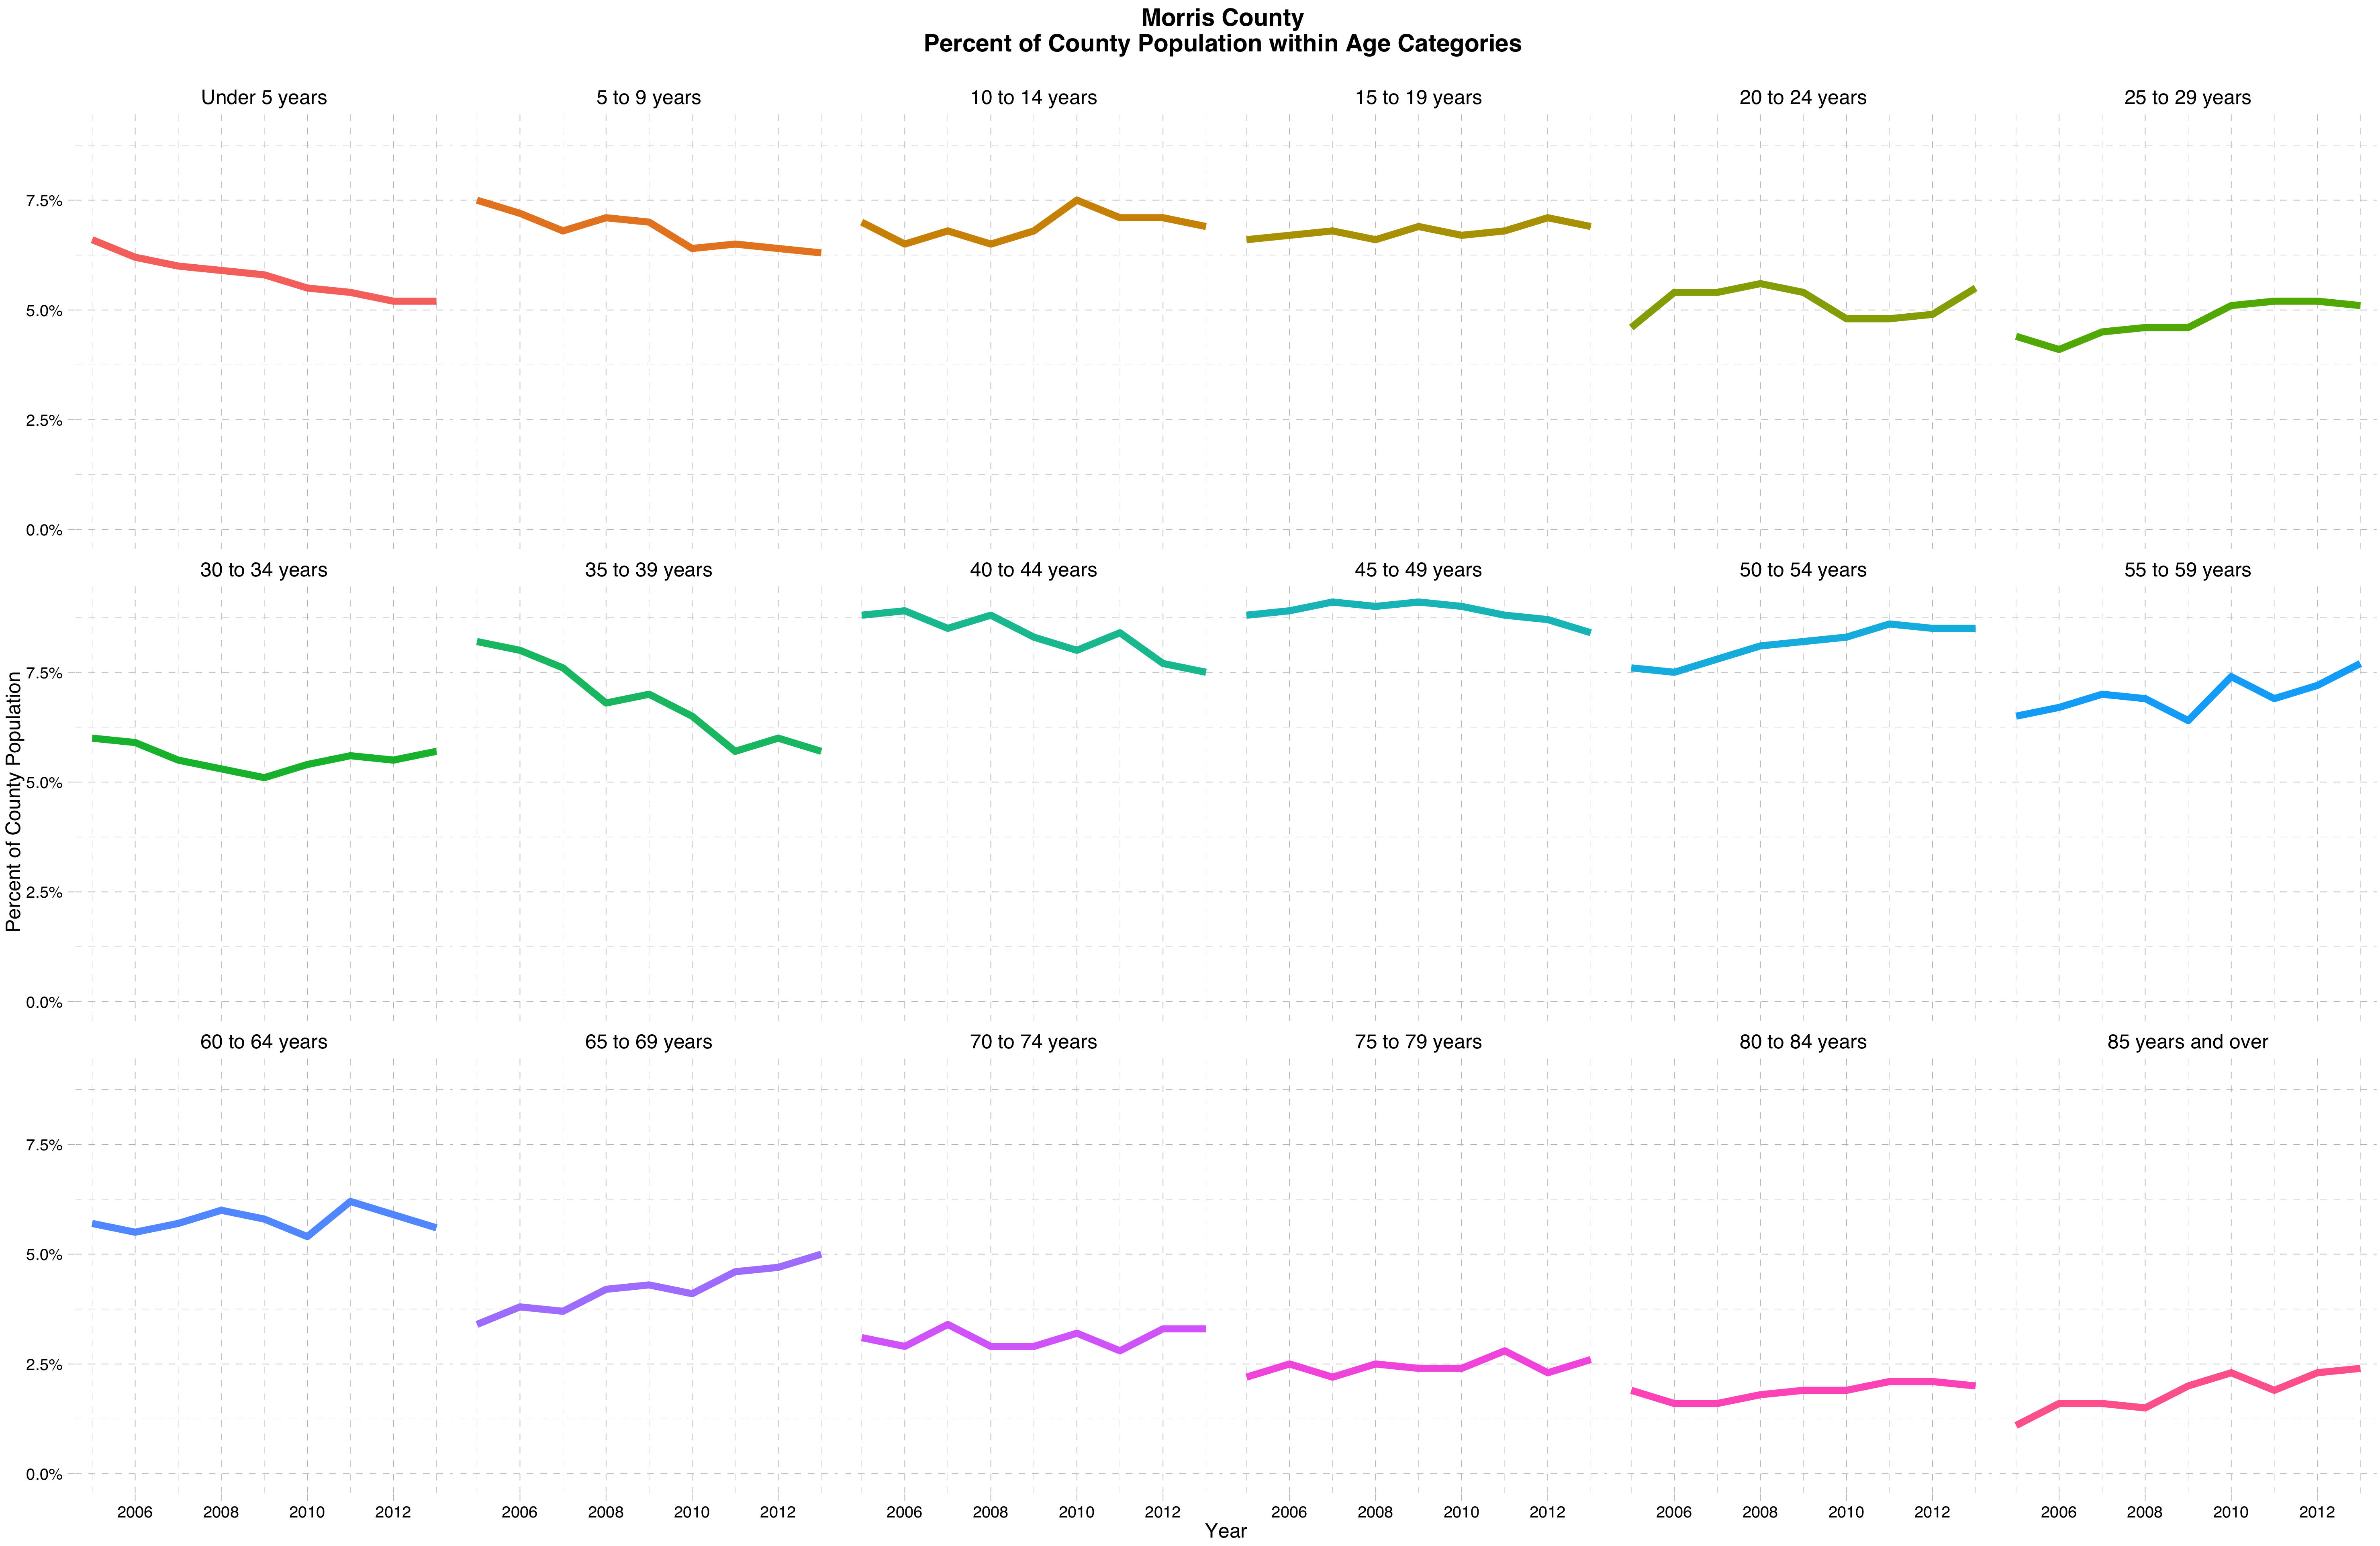 Morris County
Percent of County Population within Age Categories
Under 5 years
5 to 9 years
10 to 14 years
15 to 19 years
20 to 24 years
25 to 29 years
7.5%
5.0%
2.5%
0.0%
30 to 34 years
35 to 39 years
40 to 44 years
45 to 49 years
50 to 54 years
55 to 59 years
7.5%
5.0%
2.5%
0.0%
Percent of County Population
60 to 64 years
65 to 69 years
70 to 74 years
75 to 79 years
80 to 84 years
85 years and over
7.5%
5.0%
2.5%
0.0%
2006 2008 2010 2012
2006 2008 2010 2012
2006 2008 2010 2012
2006 2008 2010 2012
2006 2008 2010 2012
2006 2008 2010 2012
Year